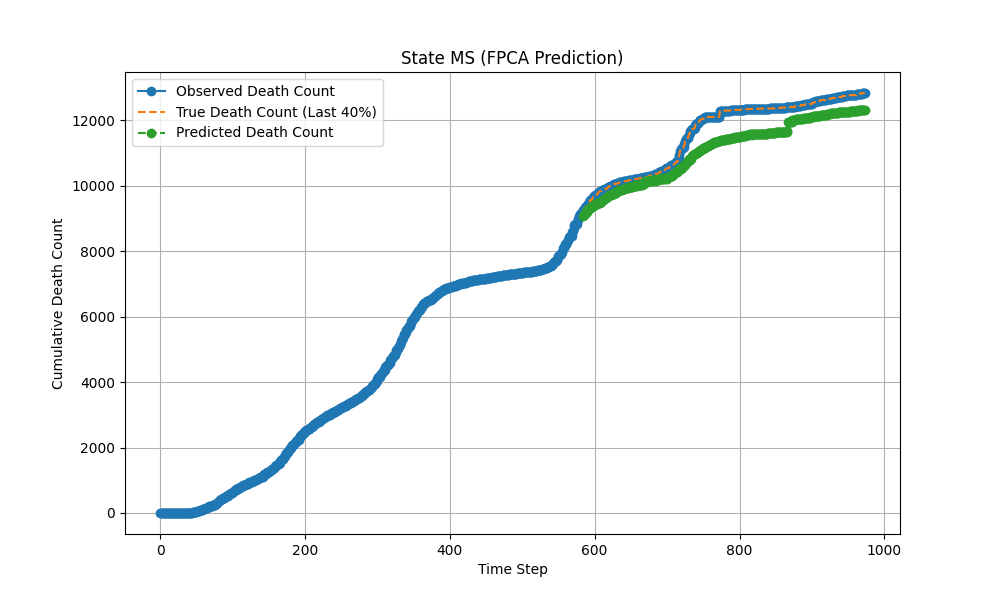 State MS (FPCA Prediction)
Observed Death Count
True Death Count (Last 40%)
Predicted Death Count
Cumulative Death Count
12000
10000
8000
6000
4000
2000
0
0 200 400 600 800 1000
Time Step